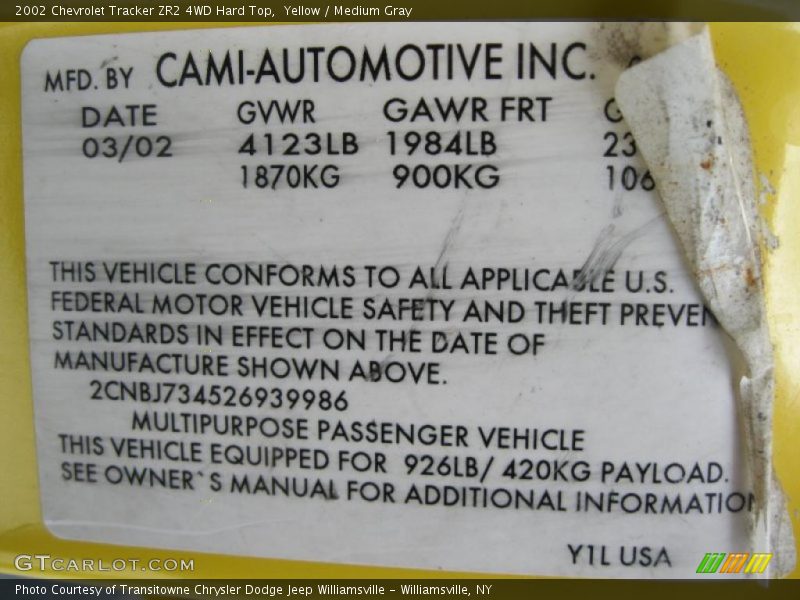 2002 Chevrolet Tracker ZR2 4WD Hard Top,  Yellow / Medium Gray
MFD. BY CAMI-AUTOMOTIVE INC.
DATE GVWR GAWR FRT G
03/02 4123LB 1984LB 23
1870KG 900KG 106
THIS VEHICLE CONFORMS TO ALL APPLICABLE U.S.
FEDERAL MOTOR VEHICLE SAFETY AND THEFT PREVEN
STANDARDS IN EFFECT ON THE DATE OF
MANUFACTURE SHOWN ABOVE.
2CNBJ734526939986
MULTIPURPOSE PASSENGER VEHICLE
THIS VEHICLE EQUIPPED FOR 926LB/ 420KG PAYLOAD.
SEE OWNER`S MANUAL FOR ADDITIONAL INFORMATION
Y1L USA
GTCARLOT.COM
Photo Courtesy of Transitowne Chrysler Dodge Jeep Williamsville – Williamsville, NY